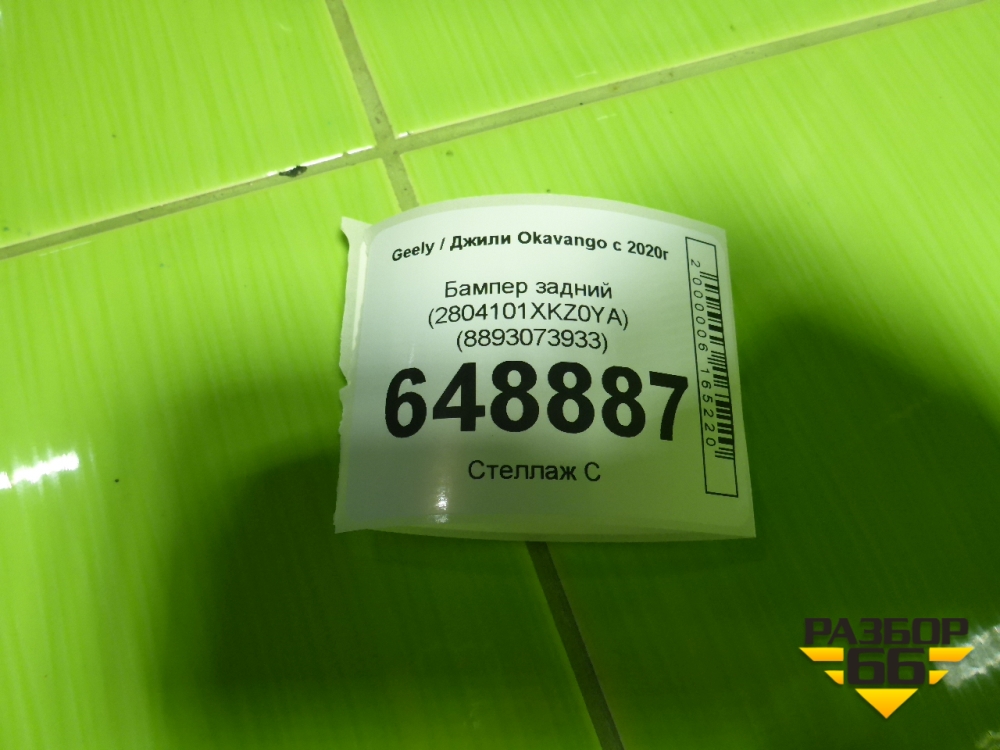 Geely / Джили Okavango с 2020г
Бампер задний
(2804101XKZ0YA)
(8893073933)
648887
Стеллаж С
2000006165220
РАЗБОР
66